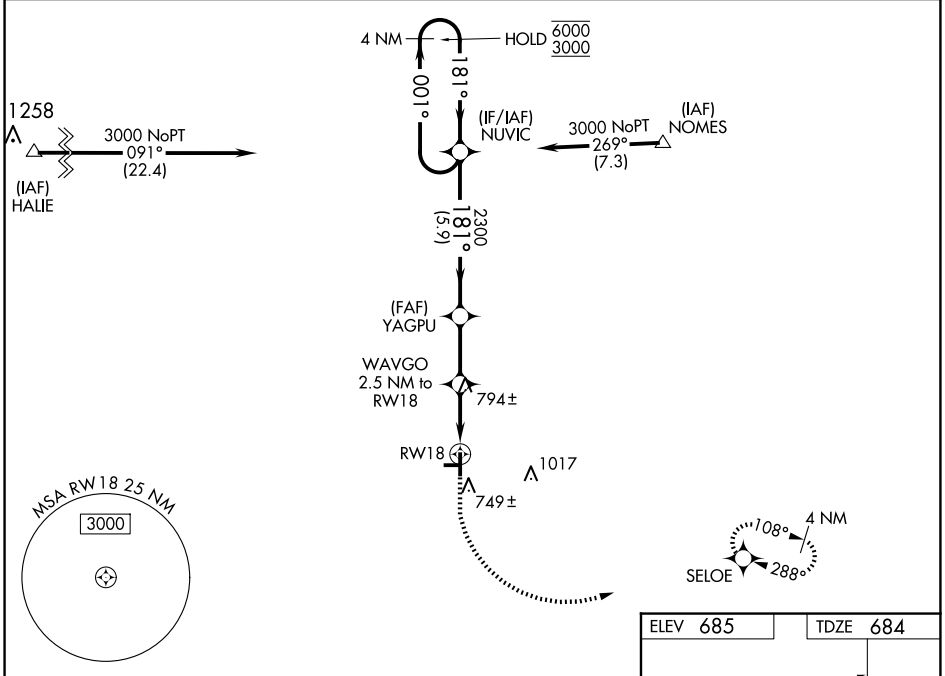 4 NM
HOLD 6000
3000
181°
001°
1258
3000 NoPT
091°
(22.4)
(IAF)
HALIE
(IF/IAF)
NUVIC
3000 NoPT
269°
(7.3)
(IAF)
NOMES
2300
181°
(5.9)
(FAF)
YAGPU
WAVGO
2.5 NM to
RW18
794±
RW18
1017
749±
MSA RW18 25 NM
3000
108°
4 NM
288°
SELOE
ELEV 685
TDZE 684